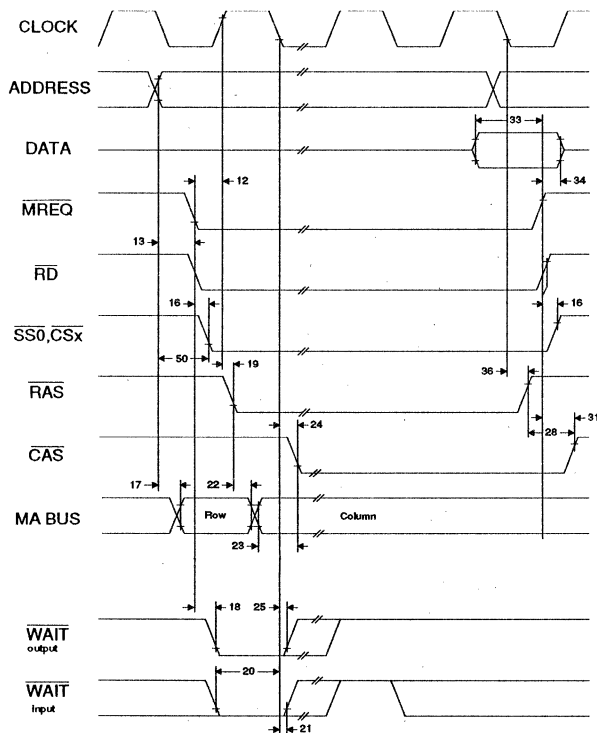 CLOCK
ADDRESS
33
DATA
12
34
MREQ
13
RD
16
16
SS0,CSx
50
19
36
RAS
24
31
28
CAS
17
22
Row
Column
MA BUS
23
18
25
WAIT
output
20
WAIT
input
21